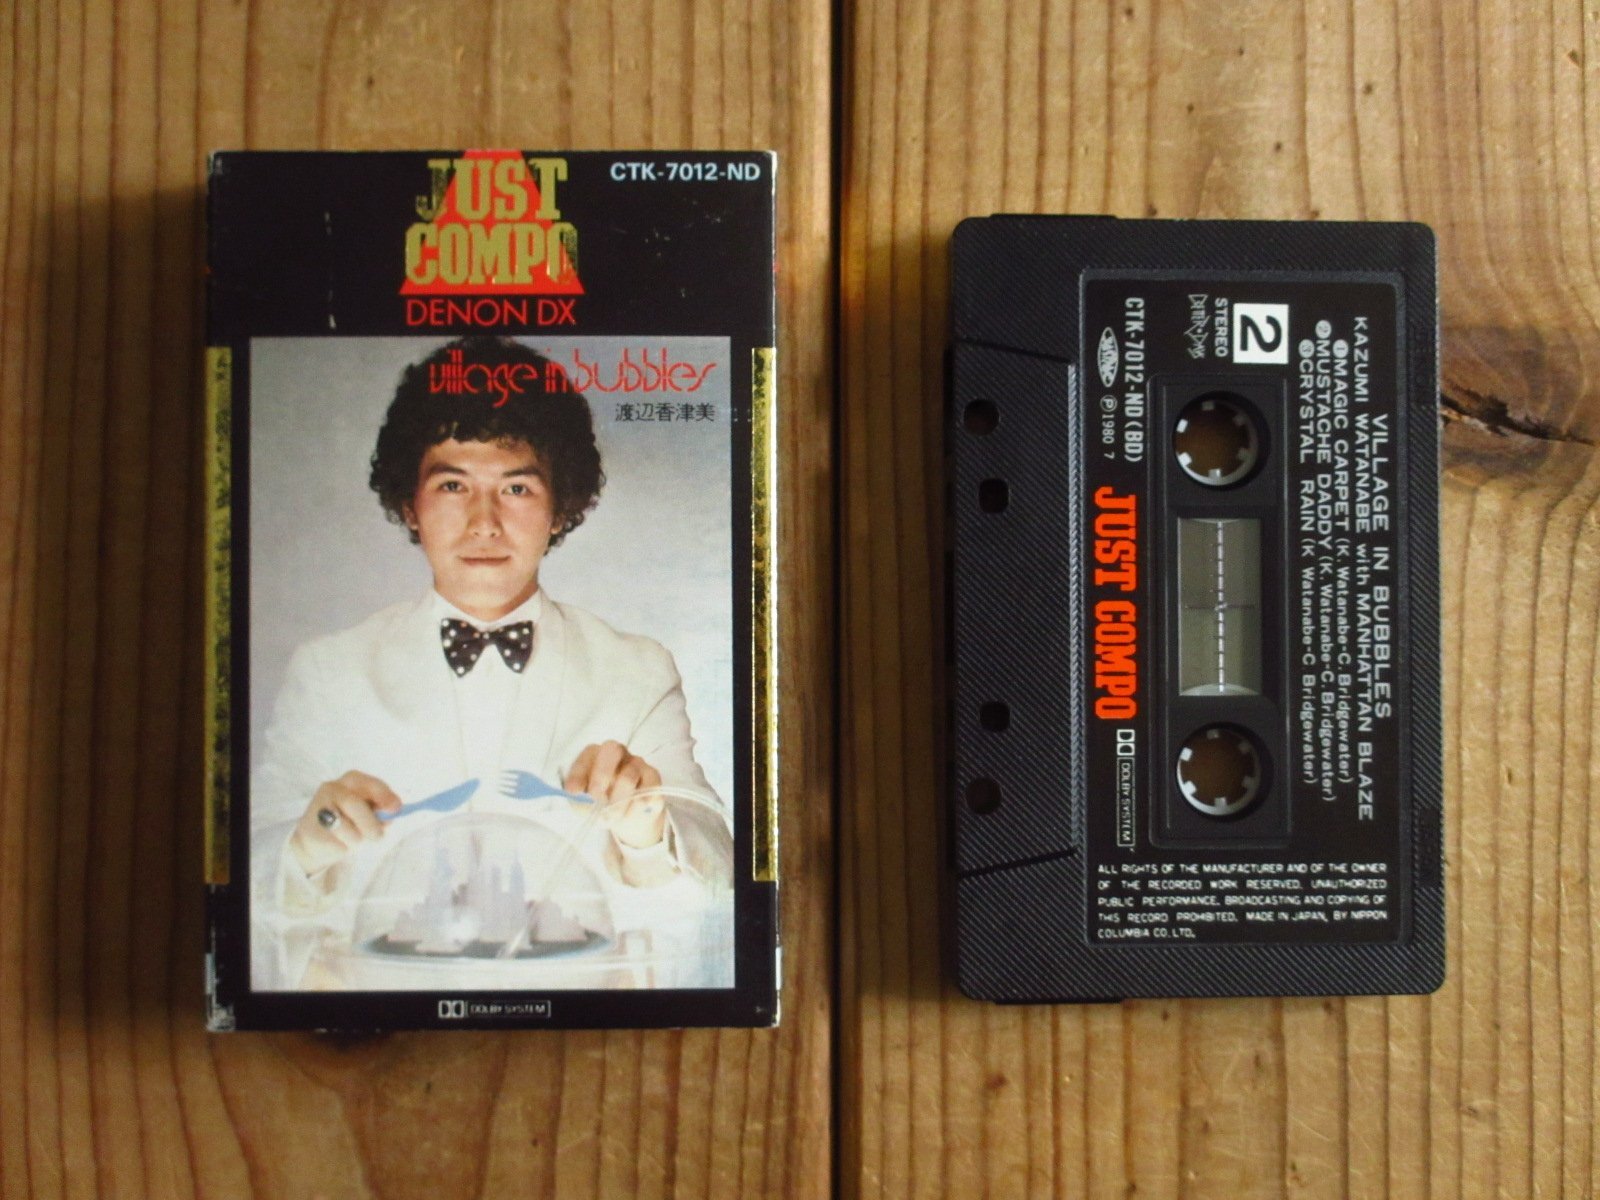 JUST
COMPO
DENON DX
CTK-7012-ND
village in bubbles
渡辺香津美
DOLBY SYSTEM
VILLAGE IN BUBBLES
KAZUMI WATANABE with MANHATTAN BLAZE
①MAGIC CARPET (K. Watanabe-C. Bridgewater)
②MUSTACHE DADDY (K. Watanabe-C. Bridgewater)
③CRYSTAL RAIN (K Watanabe-C Bridgewater)
2
STEREO
Better Days
CTK-7012-ND(BD)
Ⓟ1980 7
JUST COMPO
DOLBY SYSTEM
ALL RIGHTS OF THE MANUFACTURER AND OF THE OWNER
OF THE RECORDED WORK RESERVED. UNAUTHORIZED
PUBLIC PERFORMANCE, BROADCASTING AND COPYING OF
THIS RECORD PROHIBITED. MADE IN JAPAN, BY NIPPON
COLUMBIA CO. LTD.